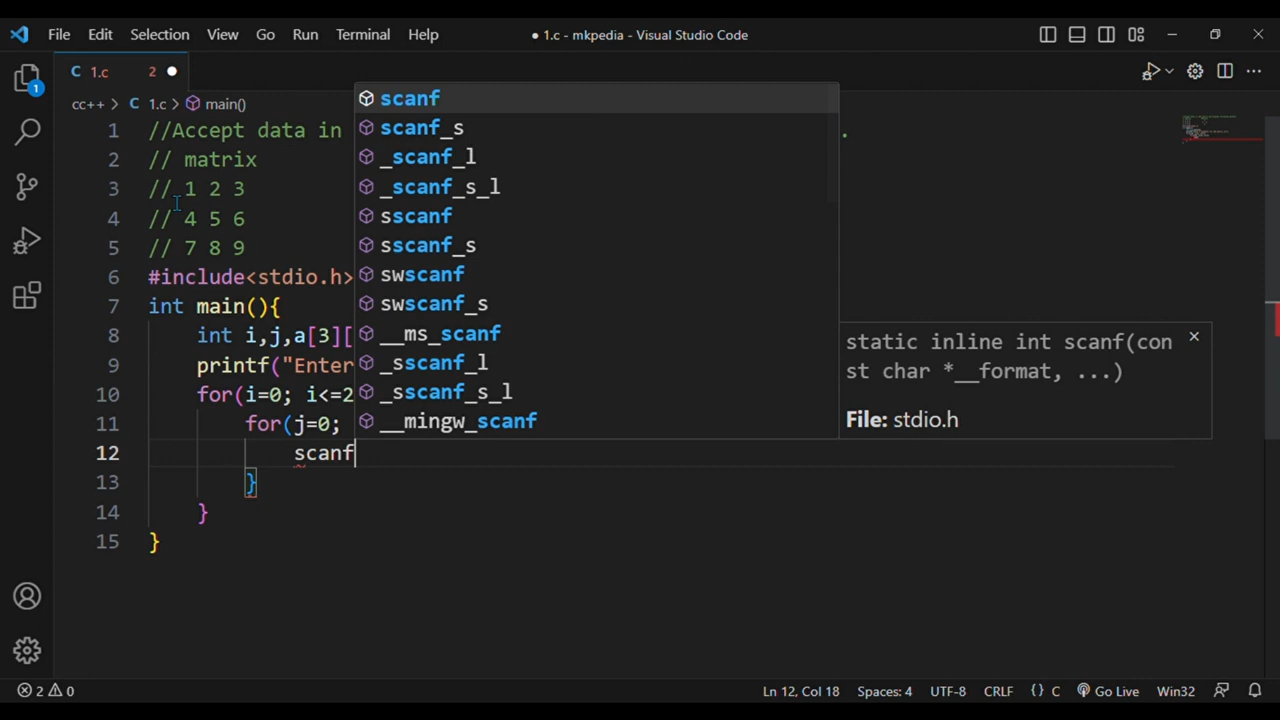 File Edit Selection View Go Run Terminal Help ● 1.c - mkpedia - Visual Studio Code
C 1.c 2 ●
cc++ > C 1.c > main()
1 //Accept data in .
2 // matrix
3 // 1 2 3
4 // 4 5 6
5 // 7 8 9
6 #include<stdio.h>
7 int main(){
8 int i,j,a[3][
9 printf("Enter
10 for(i=0; i<=2
11 for(j=0;
12 scanf
13 }
14 }
15 }
scanf
scanf_s
_scanf_l
_scanf_s_l
sscanf
sscanf_s
swscanf
swscanf_s
__ms_scanf
_sscanf_l
_sscanf_s_l
__mingw_scanf
static inline int scanf(con
st char *__format, ...)
File: stdio.h
1
2 0 Ln 12, Col 18 Spaces: 4 UTF-8 CRLF {} C Go Live Win32